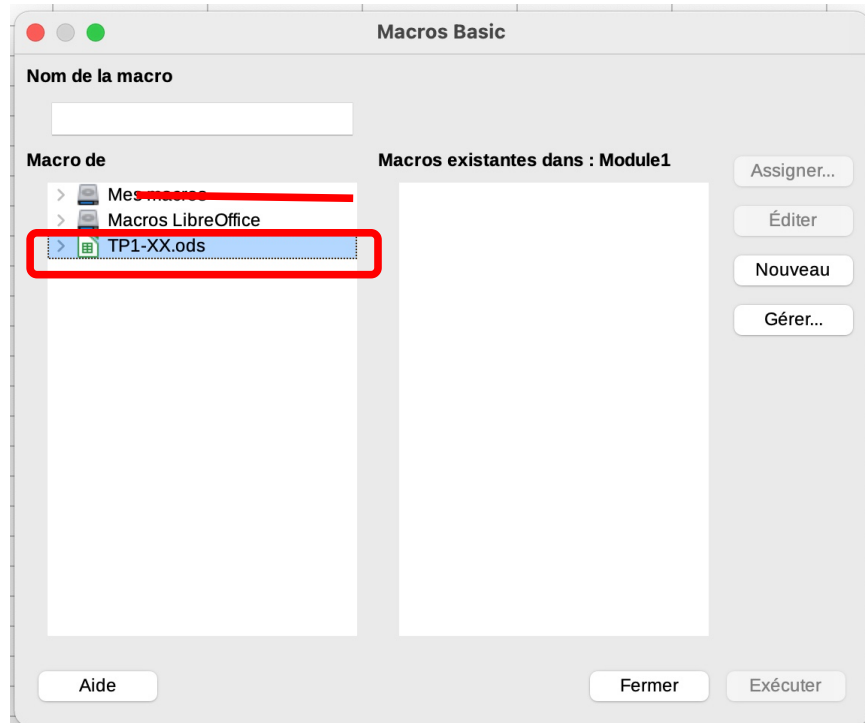 Macros Basic
Nom de la macro
Macro de
Macros existantes dans : Module1
Mes macros
Macros LibreOffice
TP1-XX.ods
Assigner...
Éditer
Nouveau
Gérer...
Aide
Fermer
Exécuter